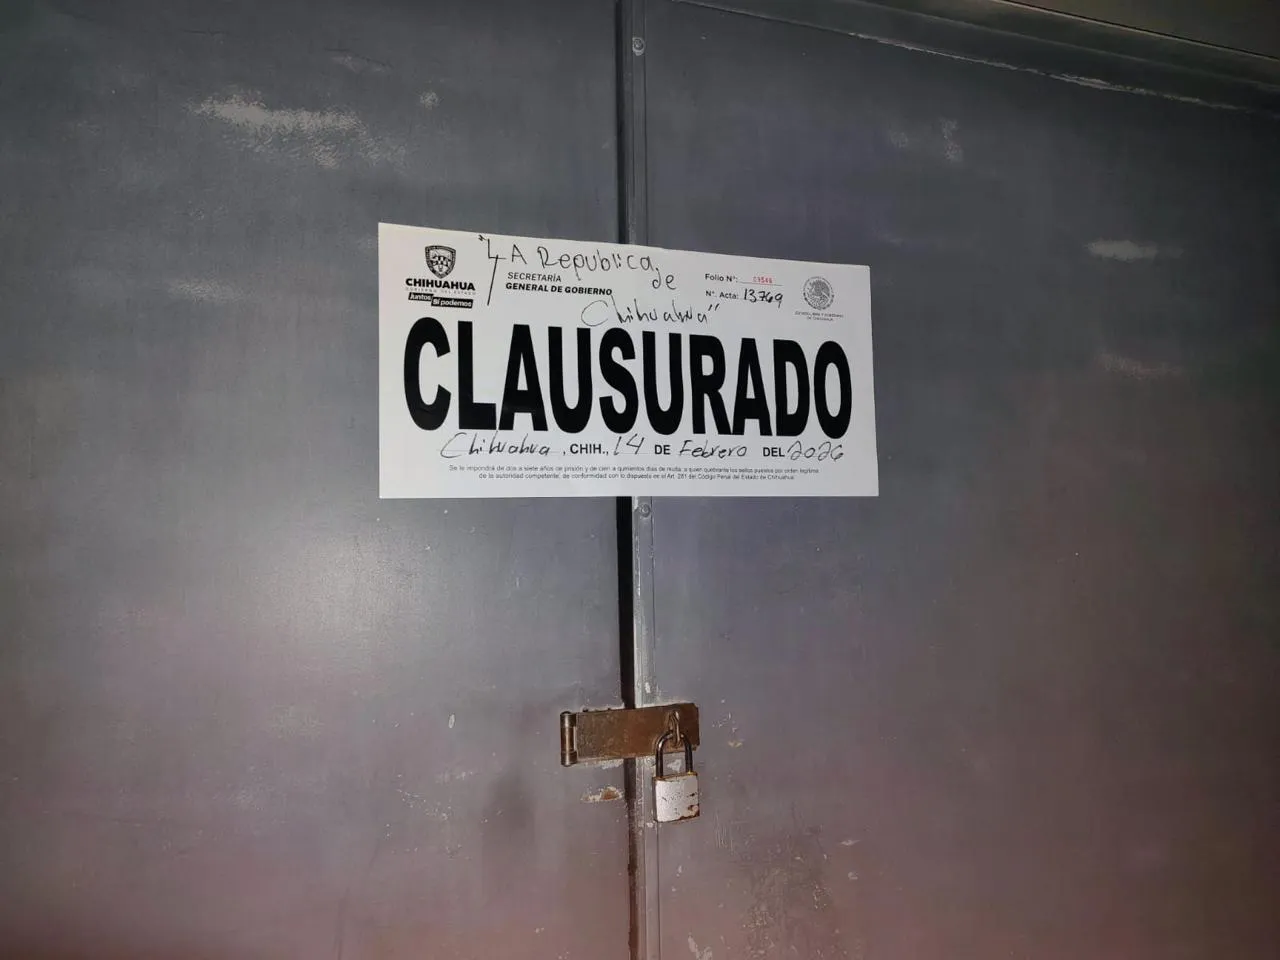 "LA Republica de
Chihuahua"
CHIHUAHUA
GOBIERNO DEL ESTADO
Juntos Sí podemos
SECRETARÍA
GENERAL DE GOBIERNO
Folio N°:
N°. Acta: 13769
CLAUSURADO
Chihuahua, CHIH., 14 DE Febrero DEL 2026
Se le impondrá de dos a siete años de prisión y de cien a quinientos días de multa, a quien quebrante los sellos puestos por orden legítima
de la autoridad competente, de conformidad con lo dispuesto en el Art. 281 del Código Penal del Estado de Chihuahua.